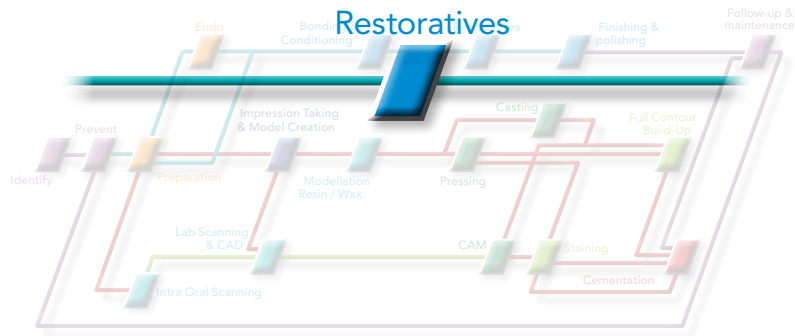 Restoratives
Endo
Bonding
Conditioning
Finishing &
polishing
Follow-up &
maintenance
Impression Taking
& Model Creation
Casting
Full Contour
Build-Up
Prevent
Identify
Preparation
Modellation
Resin / Wax
Pressing
Lab Scanning
& CAD
CAM
Staining
Cementation
Intra Oral Scanning